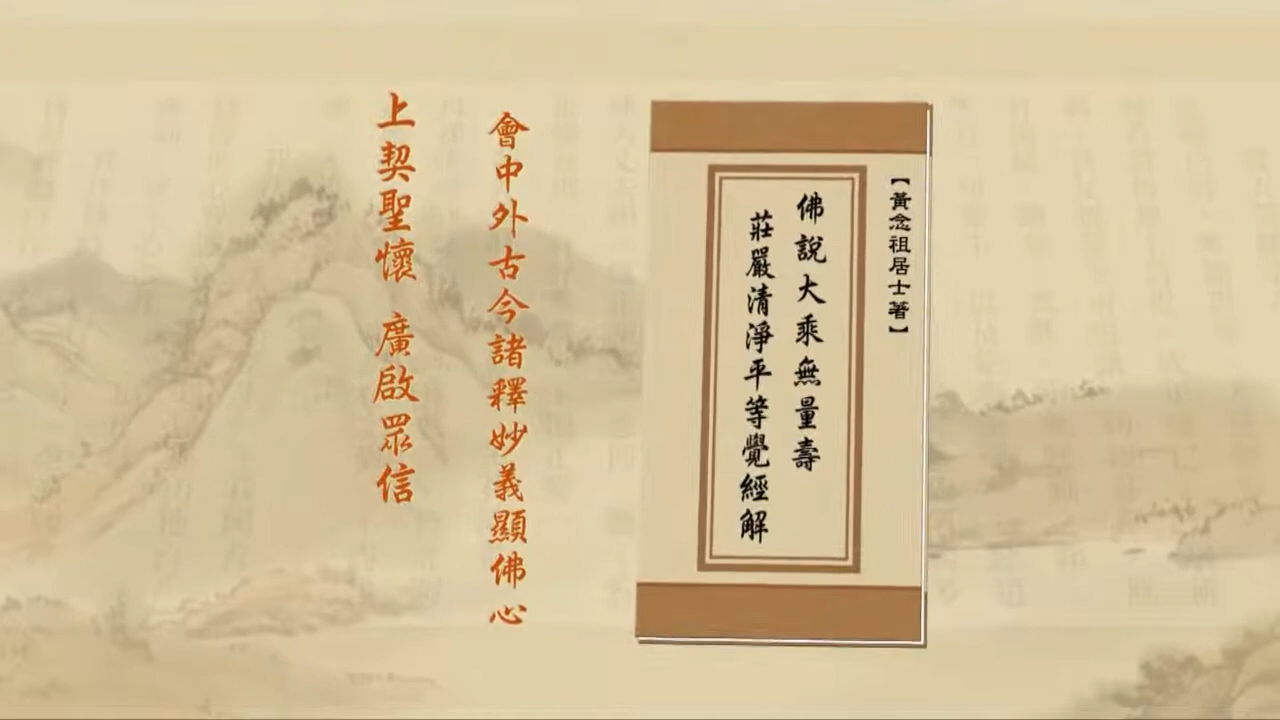 【黃念祖居士著】
佛說大乘無量壽
莊嚴清淨平等覺經解
會中外古今諸釋妙義顯佛心
上契聖懷 廣啟眾信